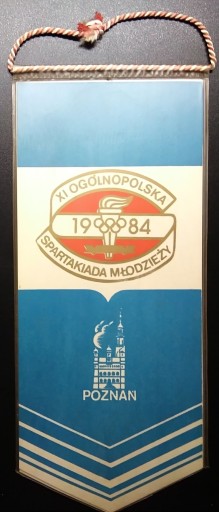 XI OGÓLNOPOLSKA
1984
SPARTAKIADA MŁODZIEŻY
POZNAŃ